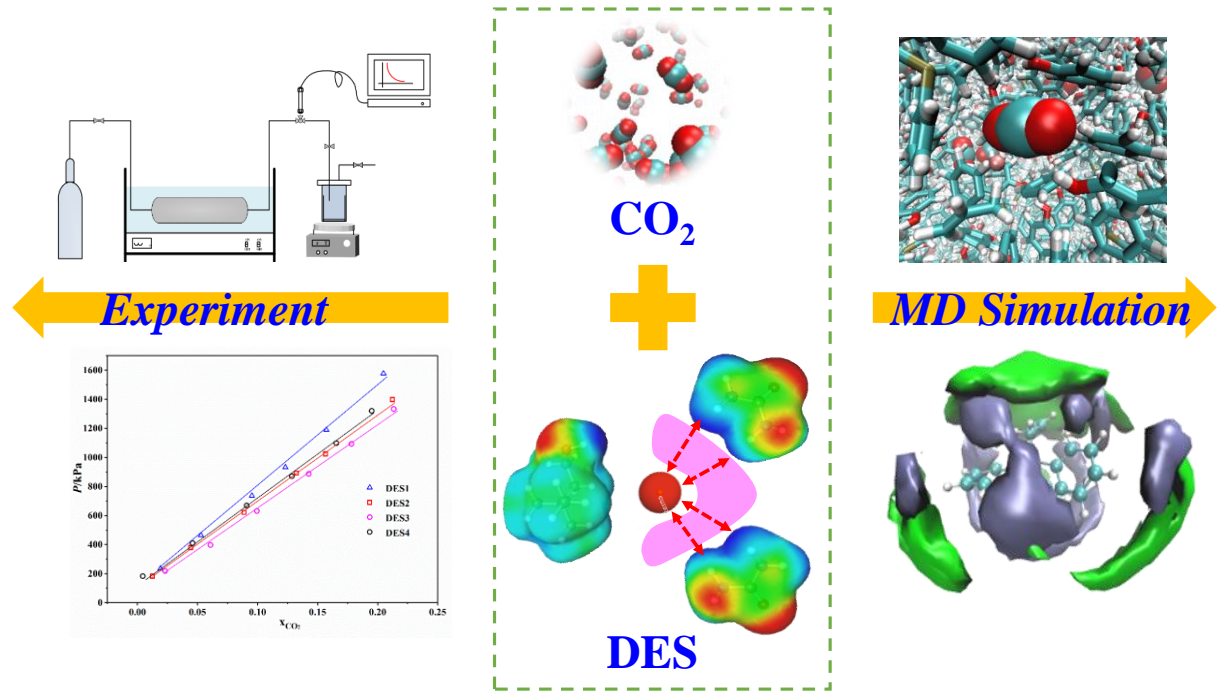 CO₂
Experiment
MD Simulation
P/kPa
1600
1400
1200
1000
800
600
400
200
0
DES1
DES2
DES3
DES4
0.00 0.05 0.10 0.15 0.20 0.25
xCO₂
DES